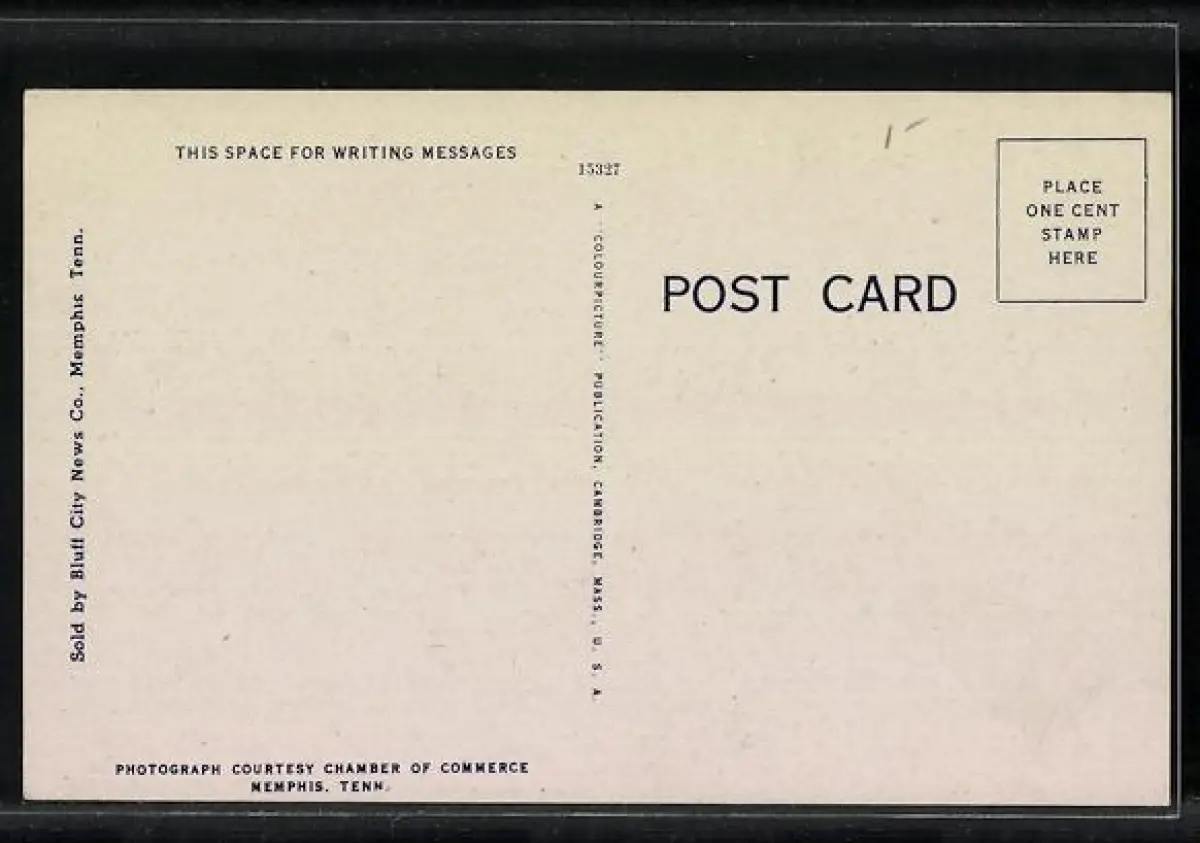 THIS SPACE FOR WRITING MESSAGES
Sold by Bluff City News Co., Memphis Tenn.
PHOTOGRAPH COURTESY CHAMBER OF COMMERCE
MEMPHIS, TENN.
15327
A "COLOURPICTURE" PUBLICATION, CAMBRIDGE, MASS., U. S. A.
POST CARD
PLACE
ONE CENT
STAMP
HERE